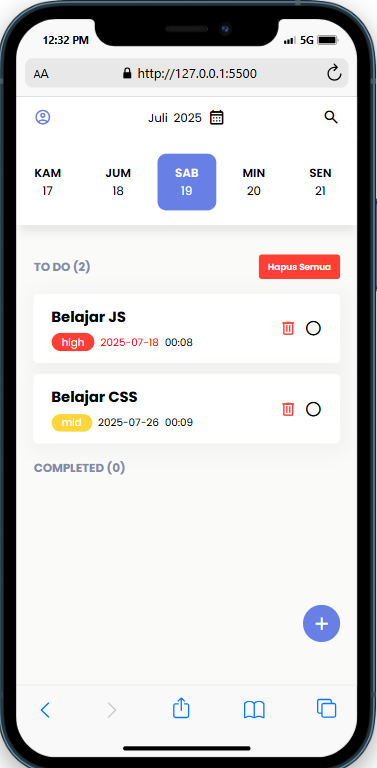 12:32 PM 5G
AA http://127.0.0.1:5500
Juli 2025
KAM JUM SAB MIN SEN
17 18 19 20 21
TO DO (2) Hapus Semua
Belajar JS
high 2025-07-18 00:08
Belajar CSS
mid 2025-07-26 00:09
COMPLETED (0)
+